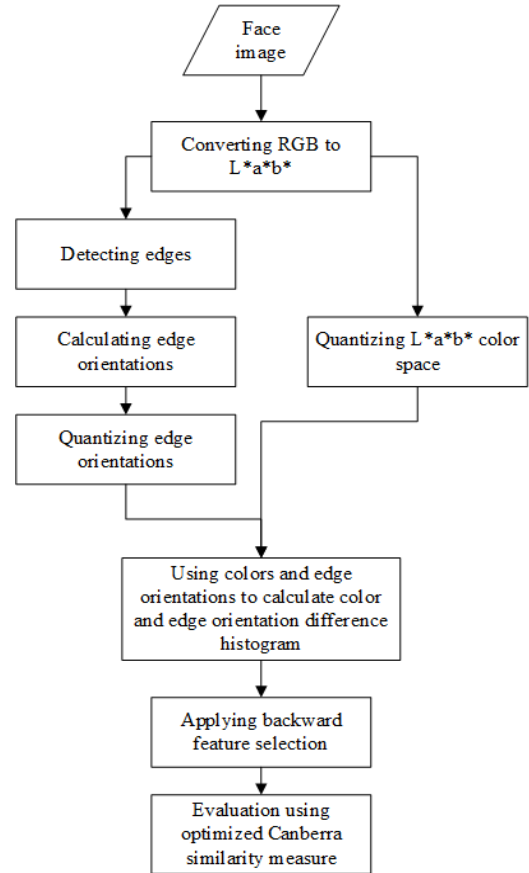 Face
image
Converting RGB to
L*a*b*
Detecting edges
Calculating edge
orientations
Quantizing L*a*b* color
space
Quantizing edge
orientations
Using colors and edge
orientations to calculate color
and edge orientation difference
histogram
Applying backward
feature selection
Evaluation using
optimized Canberra
similarity measure